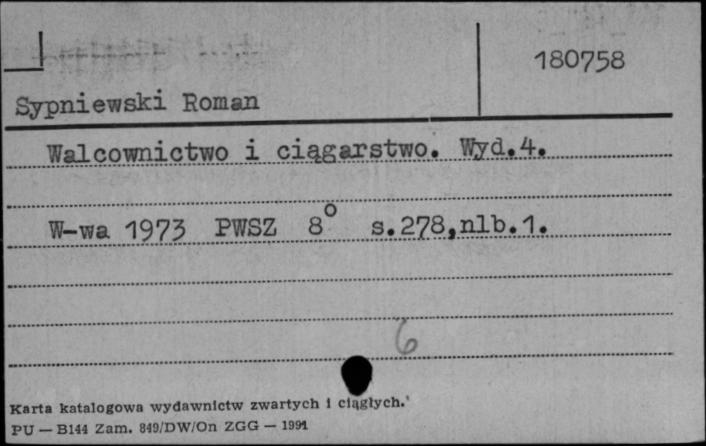 180758
Sypniewski Roman
Walcownictwo i ciągarstwo. Wyd.4.
W-wa 1973 PWSZ 8° s.278,nlb.1.
6
Karta katalogowa wydawnictw zwartych i ciągłych.
PU — B144 Zam. 849/DW/On ZGG — 1991